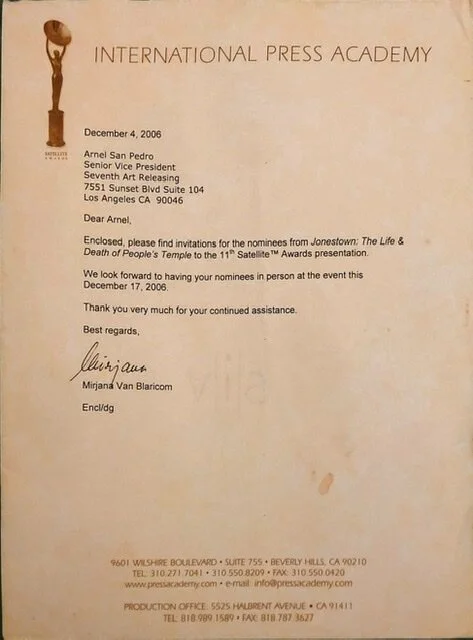 INTERNATIONAL PRESS ACADEMY
SATELLITE
AWARDS
December 4, 2006
Arnel San Pedro
Senior Vice President
Seventh Art Releasing
7551 Sunset Blvd Suite 104
Los Angeles CA 90046
Dear Arnel,
Enclosed, please find invitations for the nominees from Jonestown: The Life &
Death of People's Temple to the 11th Satellite™ Awards presentation.
We look forward to having your nominees in person at the event this
December 17, 2006.
Thank you very much for your continued assistance.
Best regards,
Mirjana
Mirjana Van Blaricom
Encl/dg
9601 WILSHIRE BOULEVARD • SUITE 755 • BEVERLY HILLS, CA 90210
TEL: 310.271.7041 • 310.550.8209 • FAX: 310.550.0420
www.pressacademy.com • e-mail info@pressacademy.com
PRODUCTION OFFICE: 5525 HALBRENT AVENUE • CA 91411
TEL: 818.989.1589 • FAX: 818.787.3627